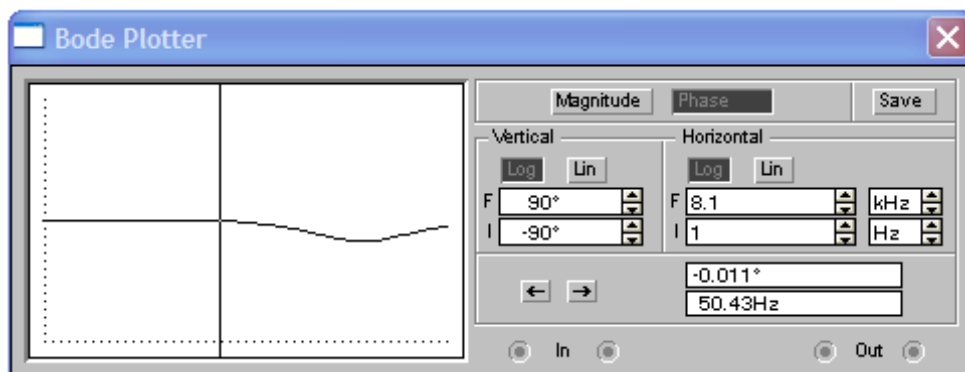 Bode Plotter
Magnitude Phase Save
Vertical Horizontal
Log Lin Log Lin
F 90° F 8.1 kHz
I -90° I 1 Hz
-0.011°
50.43Hz
In Out